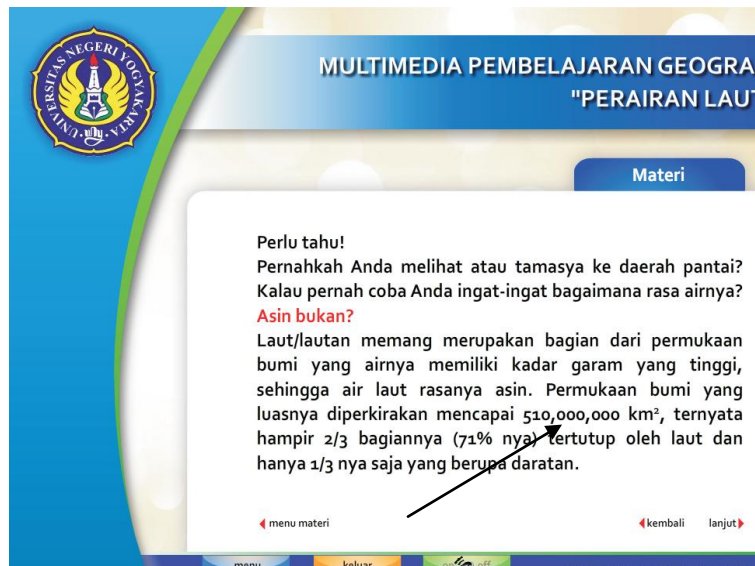 UNIVERSITAS NEGERI YOGYAKARTA
MULTIMEDIA PEMBELAJARAN GEOGRA
"PERAIRAN LAUT
Materi
Perlu tahu!
Pernahkah Anda melihat atau tamasya ke daerah pantai?
Kalau pernah coba Anda ingat-ingat bagaimana rasa airnya?
Asin bukan?
Laut/lautan memang merupakan bagian dari permukaan
bumi yang airnya memiliki kadar garam yang tinggi,
sehingga air laut rasanya asin. Permukaan bumi yang
luasnya diperkirakan mencapai 510,000,000 km², ternyata
hampir 2/3 bagiannya (71% nya) tertutup oleh laut dan
hanya 1/3 nya saja yang berupa daratan.
menu materi
kembali lanjut
menu keluar off